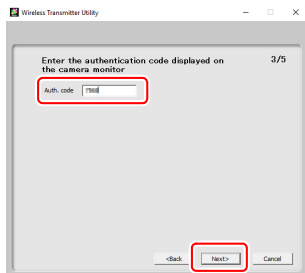 Wireless Transmitter Utility
Enter the authentication code displayed on 3/5
the camera monitor
Auth. code
<Back Next> Cancel